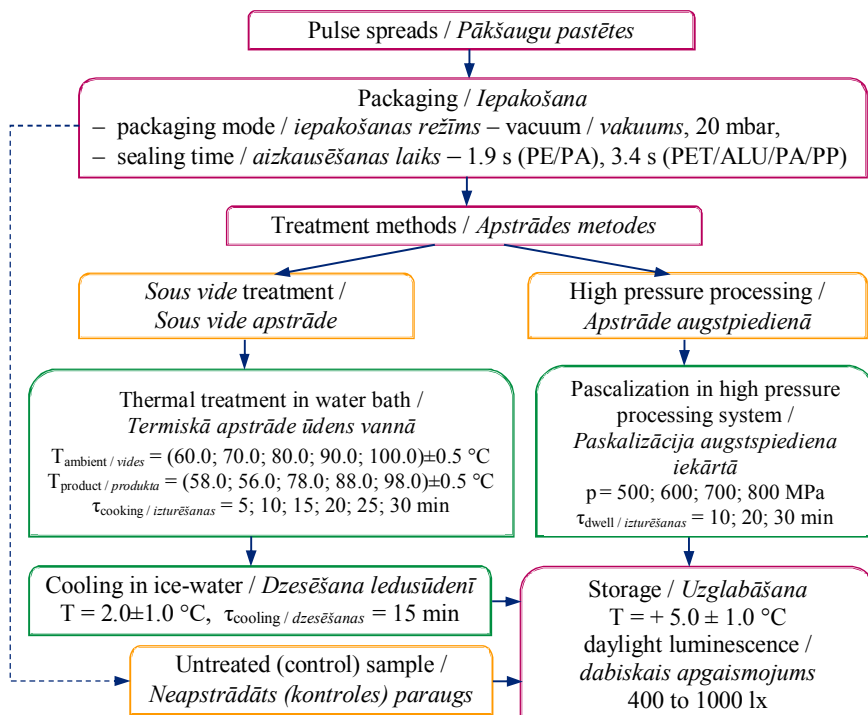 Pulse spreads / Pākšaugu pastētes
Packaging / Iepakošana
– packaging mode / iepakošanas režīms – vacuum / vakuums, 20 mbar,
– sealing time / aizkausēšanas laiks – 1.9 s (PE/PA), 3.4 s (PET/ALU/PA/PP)
Treatment methods / Apstrādes metodes
Sous vide treatment /
Sous vide apstrāde
High pressure processing /
Apstrāde augstpiedienā
Thermal treatment in water bath /
Termiskā apstrāde ūdens vannā
T ambient / vides = (60.0; 70.0; 80.0; 90.0; 100.0)±0.5 °C
T product / produkta = (58.0; 56.0; 78.0; 88.0; 98.0)±0.5 °C
τ cooking / izturēšanas = 5; 10; 15; 20; 25; 30 min
Pascalization in high pressure
processing system /
Paskalizācija augstspiediena
iekārtā
p = 500; 600; 700; 800 MPa
τ dwell / izturēšanas = 10; 20; 30 min
Cooling in ice-water / Dzesēšana ledusūdenī
T = 2.0±1.0 °C, τ cooling / dzesēšanas = 15 min
Untreated (control) sample /
Neapstrādāts (kontroles) paraugs
Storage / Uzglabāšana
T = + 5.0 ± 1.0 °C
daylight luminescence /
dabiskais apgaismojums
400 to 1000 lx